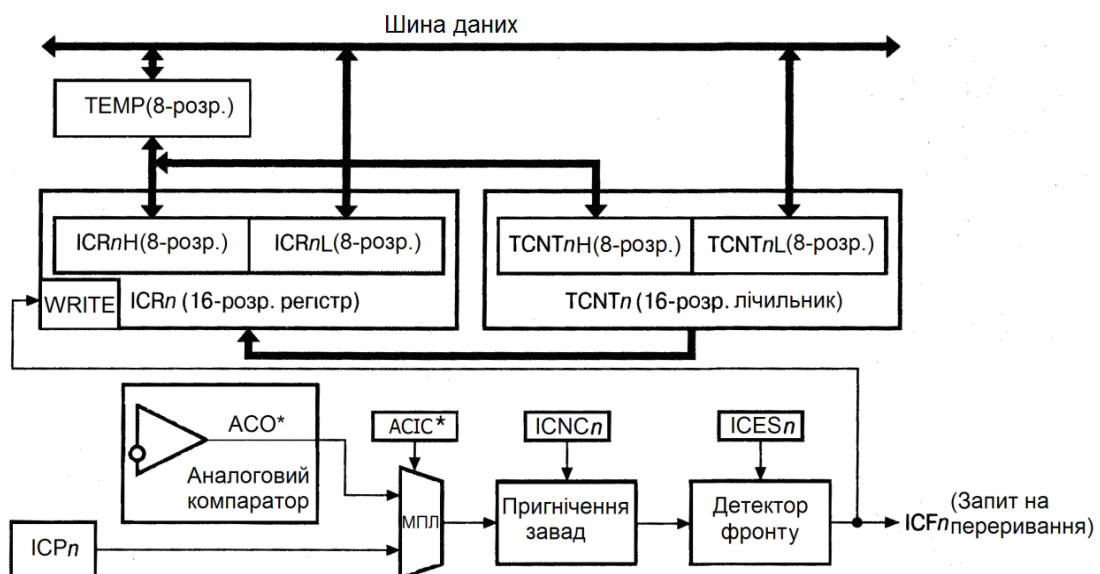 Шина даних
TEMP(8-розр.)
ICRnH(8-розр.)
ICRnL(8-розр.)
TCNTnH(8-розр.)
TCNTnL(8-розр.)
WRITE
ICRn (16-розр. регістр)
TCNTn (16-розр. лічильник)
ACO*
Аналоговий
компаратор
ACIC*
ICNCn
ICESn
МПЛ
Пригнічення
завад
Детектор
фронту
ICPn
ICFn
(Запит на
переривання)